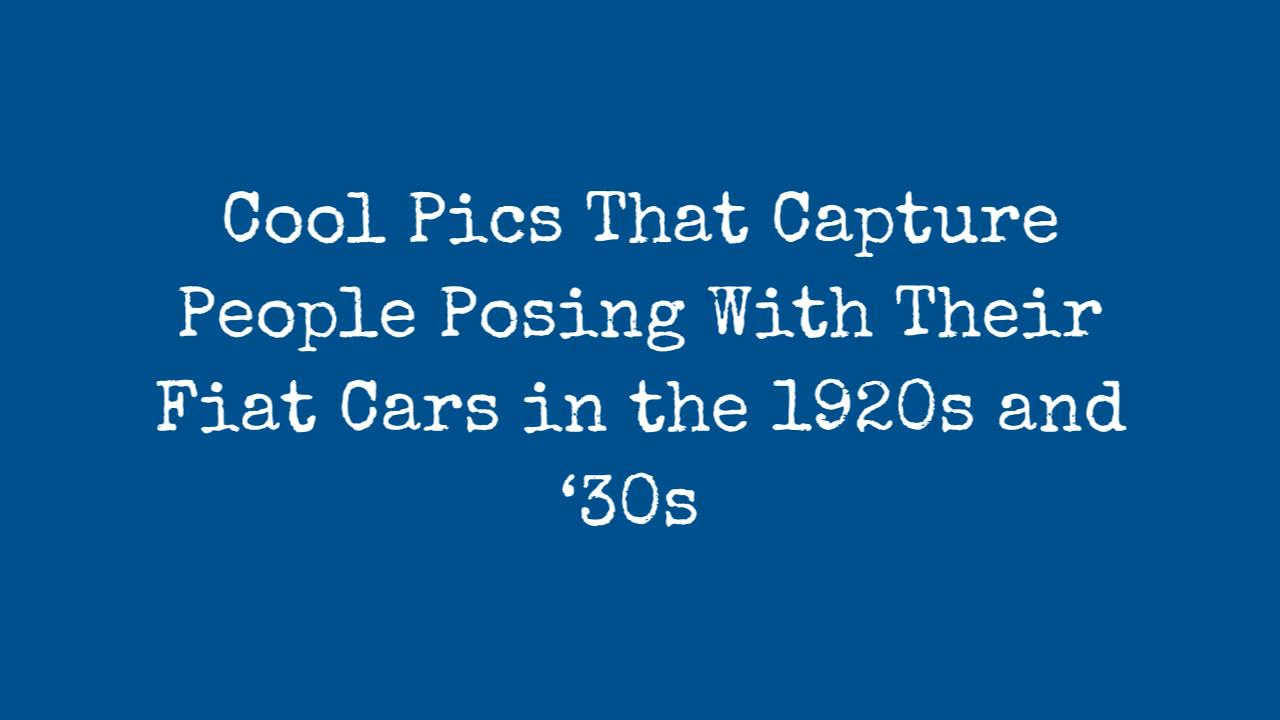 Cool Pics That Capture
People Posing With Their
Fiat Cars in the 1920s and
‘30s